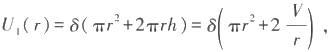 U₁(r) = δ(πr² + 2πrh) = δ(πr² + 2 V/r),